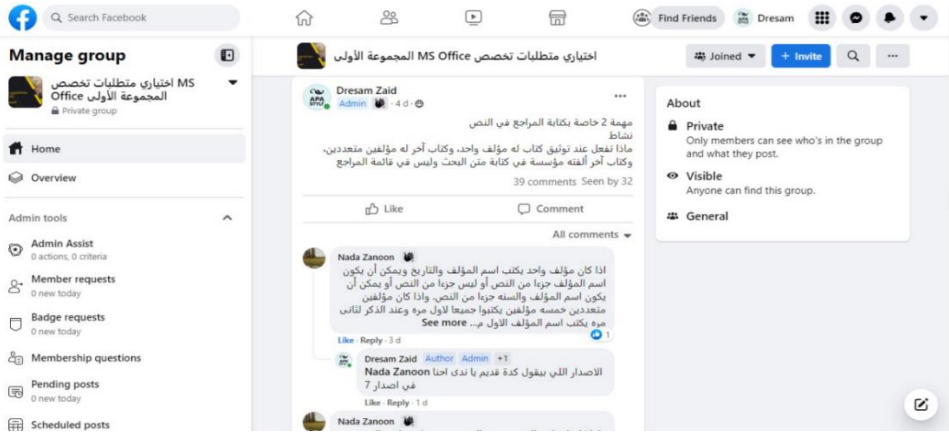 Search Facebook
Find Friends
Dresam
Manage group
MS اختياري متطلبات تخصص
المجموعة الأولى Office
Private group
Home
Overview
Admin tools
Admin Assist
0 actions, 0 criteria
Member requests
0 new today
Badge requests
0 new today
Membership questions
Pending posts
0 new today
Scheduled posts
اختياري متطلبات تخصص MS Office المجموعة الأولى
Joined
+ Invite
Dresam Zaid
Admin · 4 d ·
مهمة 2 خاصة بكتابة المراجع في النص
نشاط
ماذا تفعل عند توثيق كتاب له مؤلف واحد، وكتاب آخر له مؤلفين متعددين،
وكتاب آخر ألفته مؤسسة في كتابة متن البحث وليس في قائمة المراجع
39 comments Seen by 32
Like
Comment
All comments
Nada Zanoon
اذا كان مؤلف واحد يكتب اسم المؤلف والتاريخ ويمكن أن يكون
اسم المؤلف جزءا من النص أو ليس جزءا من النص أو يمكن أن
يكون اسم المؤلف والسنه جزءا من النص. واذا كان مؤلفين
متعددين خمسه مؤلفين يكتبوا جميعا لاول مره وعند الذكر لثانى
مره يكتب اسم المؤلف الاول م... See more
1
Like · Reply · 3 d
Dresam Zaid Author Admin +1
Nada Zanoon الاصدار اللي بيقول كدة قديم يا ندى احنا
في اصدار 7
Like · Reply · 1 d
Nada Zanoon
About
Private
Only members can see who's in the group
and what they post.
Visible
Anyone can find this group.
General